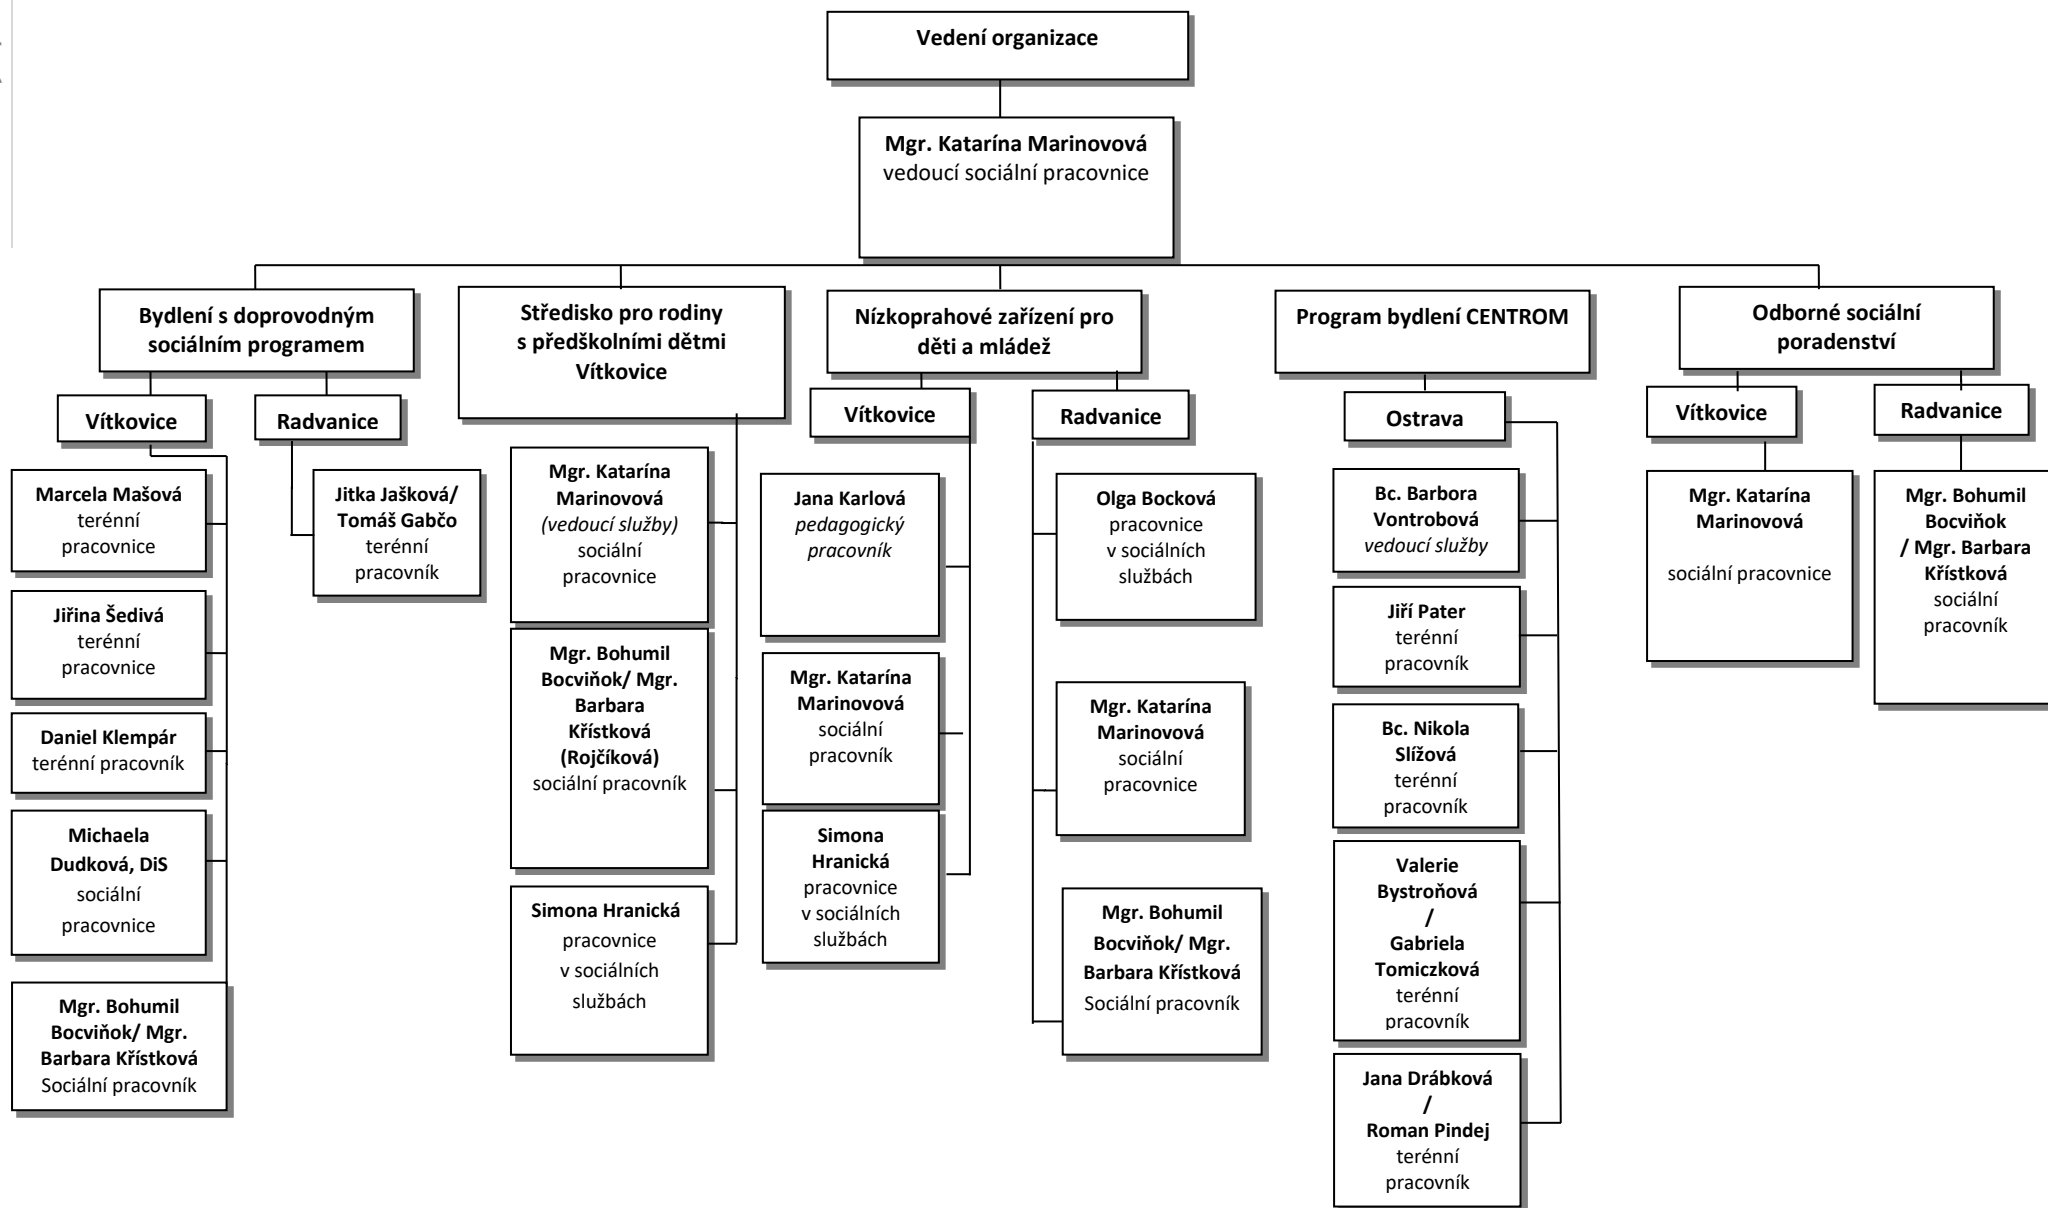 Vedení organizace
Mgr. Katarína Marinovová
vedoucí sociální pracovnice
Bydlení s doprovodným
sociálním programem
Vítkovice
Marcela Mašová
terénní
pracovnice
Jiřina Šedivá
terénní
pracovnice
Daniel Klempár
terénní pracovník
Michaela
Dudková, DiS
sociální
pracovnice
Mgr. Bohumil
Bocviňok/ Mgr.
Barbara Křístková
Sociální pracovník
Radvanice
Jitka Jašková/
Tomáš Gabčo
terénní
pracovník
Středisko pro rodiny
s předškolními dětmi
Vítkovice
Mgr. Katarína
Marinovová
(vedoucí služby)
sociální
pracovnice
Mgr. Bohumil
Bocviňok/ Mgr.
Barbara
Křístková
(Rojčíková)
sociální pracovník
Simona Hranická
pracovnice
v sociálních
službách
Nízkoprahové zařízení pro
děti a mládež
Vítkovice
Jana Karlová
pedagogický
pracovník
Mgr. Katarína
Marinovová
sociální
pracovník
Simona
Hranická
pracovnice
v sociálních
službách
Radvanice
Olga Bocková
pracovnice
v sociálních
službách
Mgr. Katarína
Marinovová
sociální
pracovnice
Mgr. Bohumil
Bocviňok/ Mgr.
Barbara Křístková
Sociální pracovník
Program bydlení CENTROM
Ostrava
Bc. Barbora
Vontrobová
vedoucí služby
Jiří Pater
terénní
pracovník
Bc. Nikola
Slížová
terénní
pracovník
Valerie
Bystroňová
/
Gabriela
Tomiczková
terénní
pracovník
Jana Drábková
/
Roman Pindej
terénní
pracovník
Odborné sociální
poradenství
Vítkovice
Mgr. Katarína
Marinovová
sociální pracovnice
Radvanice
Mgr. Bohumil
Bocviňok
/ Mgr. Barbara
Křístková
sociální
pracovník